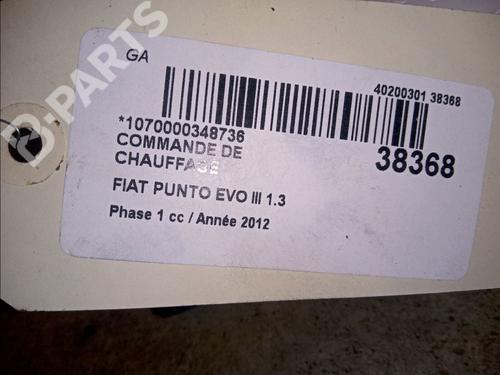 B-PARTS
GA
40200301 38368
*1070000348736
38368
COMMANDE DE
CHAUFFAGE
FIAT PUNTO EVO III 1.3
Phase 1 cc / Année 2012